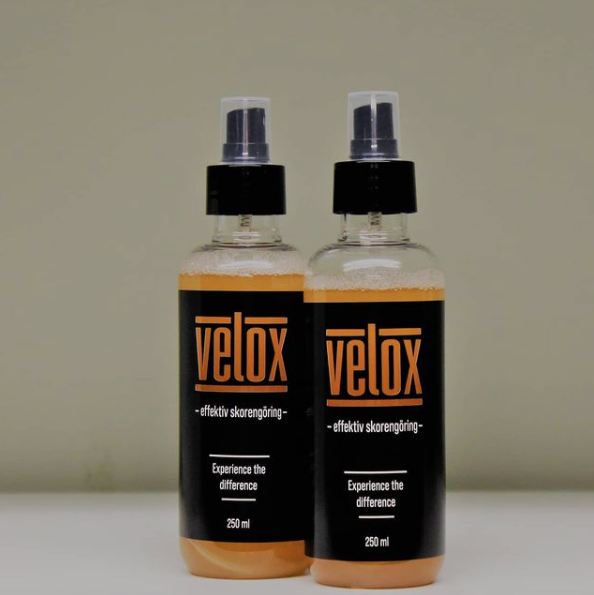 velox
- effektiv skorengöring-
Experience the
difference
250 ml
velox
- effektiv skorengöring-
Experience the
difference
250 ml